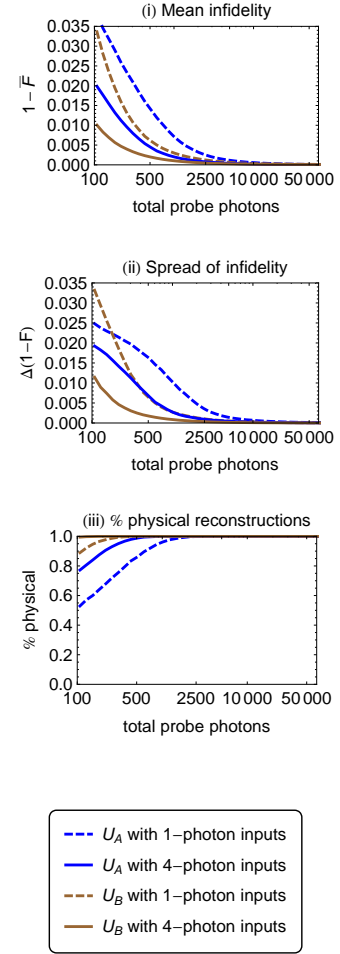 (i) Mean infidelity
0.035
0.030
0.025
0.020
0.015
0.010
0.005
0.000
1 − F̅
100 500 2500 10 000 50 000
total probe photons
(ii) Spread of infidelity
0.035
0.030
0.025
0.020
0.015
0.010
0.005
0.000
Δ(1−F)
100 500 2500 10 000 50 000
total probe photons
(iii) % physical reconstructions
1.0
0.8
0.6
0.4
0.2
0.0
% physical
100 500 2500 10 000 50 000
total probe photons
U_A with 1−photon inputs
U_A with 4−photon inputs
U_B with 1−photon inputs
U_B with 4−photon inputs